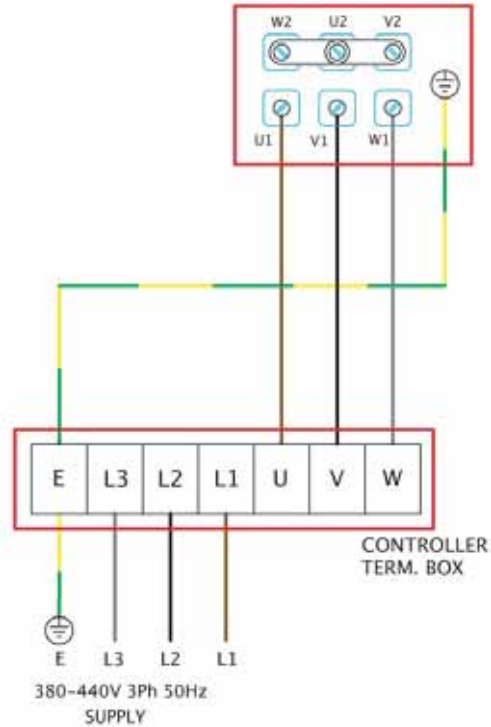 W2 U2 V2
U1 V1 W1
E L3 L2 L1 U V W
CONTROLLER
TERM. BOX
E L3 L2 L1
380-440V 3Ph 50Hz
SUPPLY